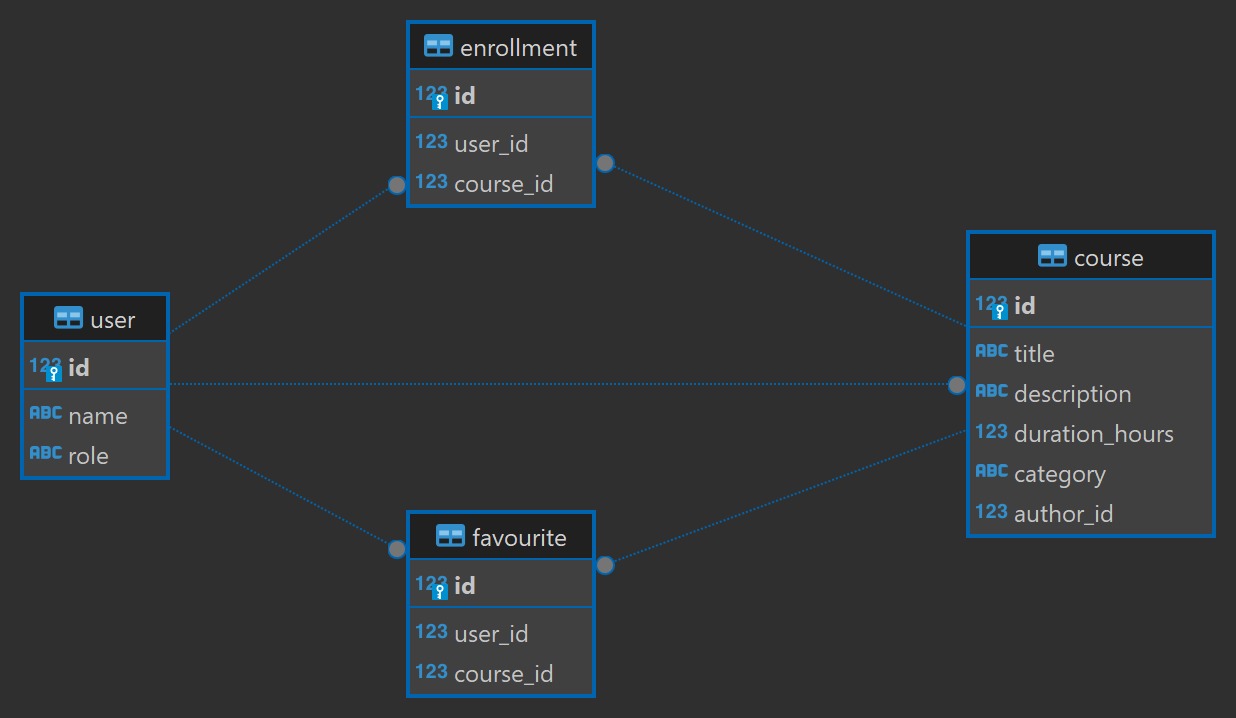 enrollment
123 id
123 user_id
123 course_id
user
123 id
ABC name
ABC role
course
123 id
ABC title
ABC description
123 duration_hours
ABC category
123 author_id
favourite
123 id
123 user_id
123 course_id